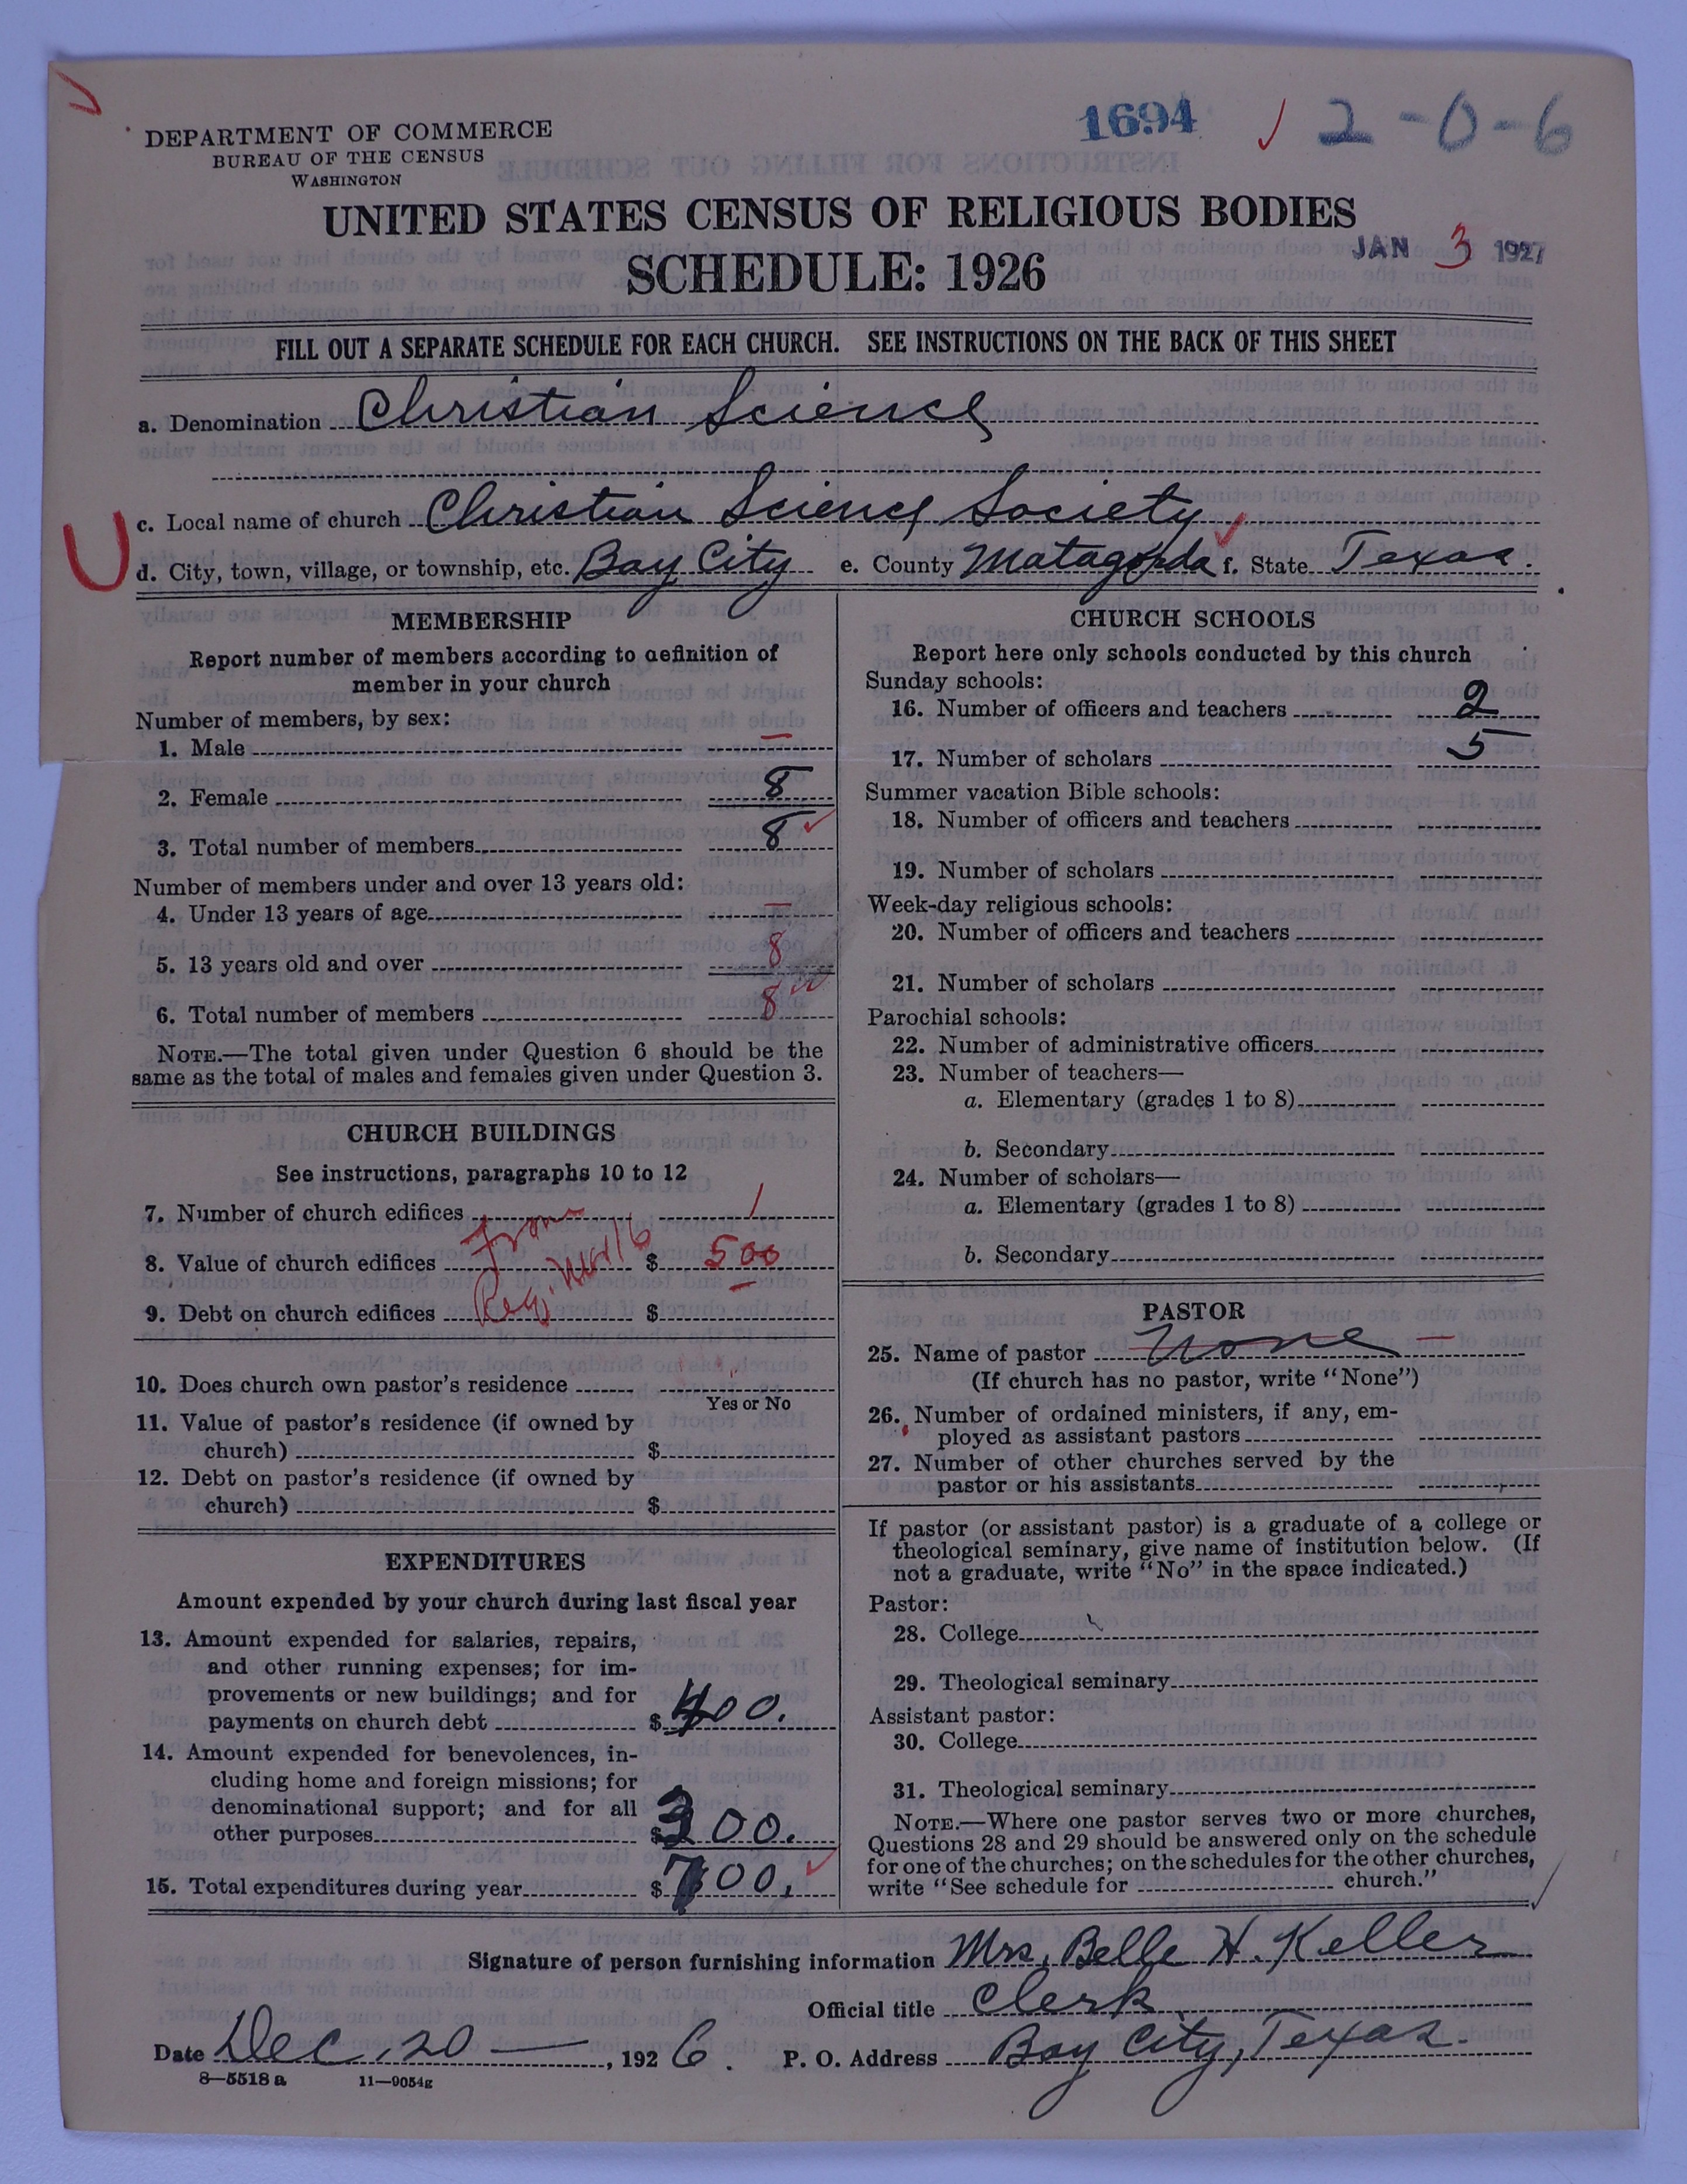 1694 ✓ 2-0-6
DEPARTMENT OF COMMERCE
BUREAU OF THE CENSUS
WASHINGTON
UNITED STATES CENSUS OF RELIGIOUS BODIES
JAN 3 1927
SCHEDULE: 1926
FILL OUT A SEPARATE SCHEDULE FOR EACH CHURCH. SEE INSTRUCTIONS ON THE BACK OF THIS SHEET
a. Denomination Christian Science
c. Local name of church Christian Science Society
d. City, town, village, or township, etc. Bay City e. County Matagorda f. State Texas.
MEMBERSHIP
Report number of members according to definition of
member in your church
Number of members, by sex:
1. Male —
2. Female 8
3. Total number of members 8
Number of members under and over 13 years old:
4. Under 13 years of age —
5. 13 years old and over 8
6. Total number of members 8
NOTE.—The total given under Question 6 should be the
same as the total of males and females given under Question 3.
CHURCH BUILDINGS
See instructions, paragraphs 10 to 12
7. Number of church edifices 1
From
8. Value of church edifices $ 500
9. Debt on church edifices $ —
10. Does church own pastor's residence
Yes or No
11. Value of pastor's residence (if owned by
church) $
12. Debt on pastor's residence (if owned by
church) $
EXPENDITURES
Amount expended by your church during last fiscal year
13. Amount expended for salaries, repairs,
and other running expenses; for im-
provements or new buildings; and for
payments on church debt $ 400.
14. Amount expended for benevolences, in-
cluding home and foreign missions; for
denominational support; and for all
other purposes $ 300.
15. Total expenditures during year $ 700.
CHURCH SCHOOLS
Report here only schools conducted by this church
Sunday schools:
16. Number of officers and teachers 2
17. Number of scholars 5
Summer vacation Bible schools:
18. Number of officers and teachers
19. Number of scholars
Week-day religious schools:
20. Number of officers and teachers
21. Number of scholars
Parochial schools:
22. Number of administrative officers
23. Number of teachers—
a. Elementary (grades 1 to 8)
b. Secondary
24. Number of scholars—
a. Elementary (grades 1 to 8)
b. Secondary
PASTOR
25. Name of pastor None —
(If church has no pastor, write "None")
26. Number of ordained ministers, if any, em-
ployed as assistant pastors
27. Number of other churches served by the
pastor or his assistants
If pastor (or assistant pastor) is a graduate of a college or
theological seminary, give name of institution below. (If
not a graduate, write "No" in the space indicated.)
Pastor:
28. College
29. Theological seminary
Assistant pastor:
30. College
31. Theological seminary
NOTE.—Where one pastor serves two or more churches,
Questions 28 and 29 should be answered only on the schedule
for one of the churches; on the schedules for the other churches,
write "See schedule for church."
Signature of person furnishing information Mrs. Belle H. Keller
Official title Clerk
Date Dec. 20 — , 1926. P. O. Address Bay City, Texas.
8—5518 a 11—9054g